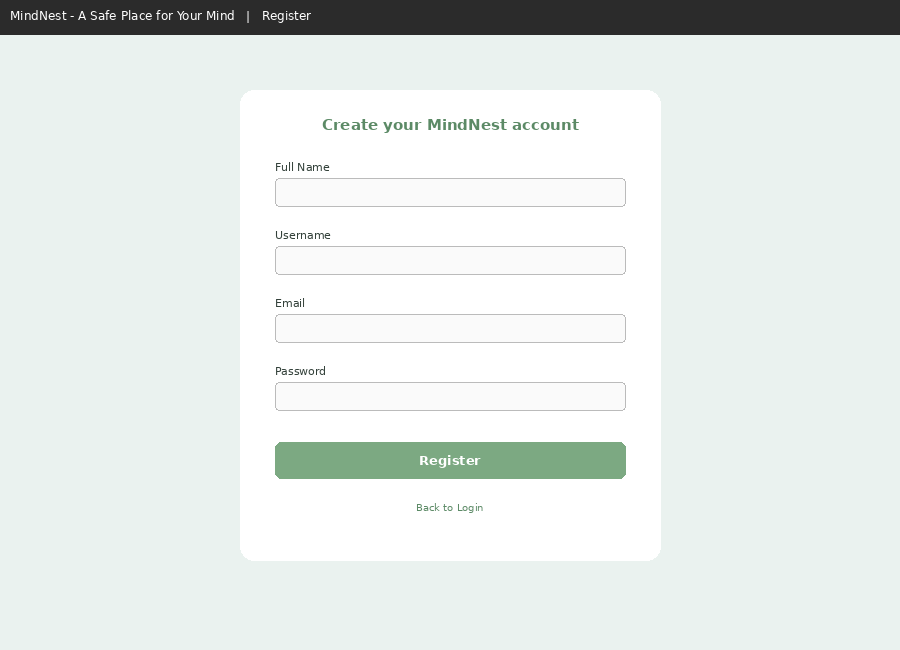 MindNest - A Safe Place for Your Mind | Register
Create your MindNest account
Full Name
Username
Email
Password
Register
Back to Login